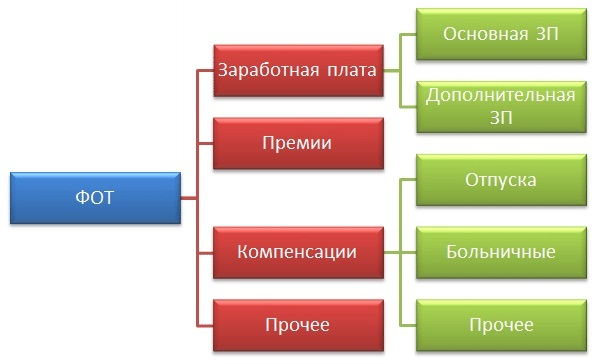 ФОТ
Заработная плата
Основная ЗП
Дополнительная
ЗП
Премии
Компенсации
Отпуска
Больничные
Прочее
Прочее